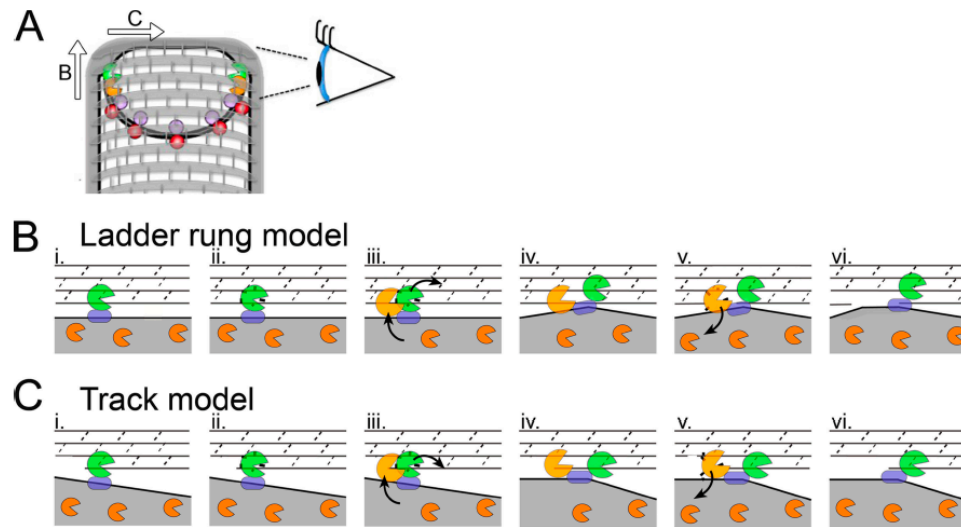 A
C
B
B Ladder rung model
i. ii. iii. iv. v. vi.
C Track model
i. ii. iii. iv. v. vi.